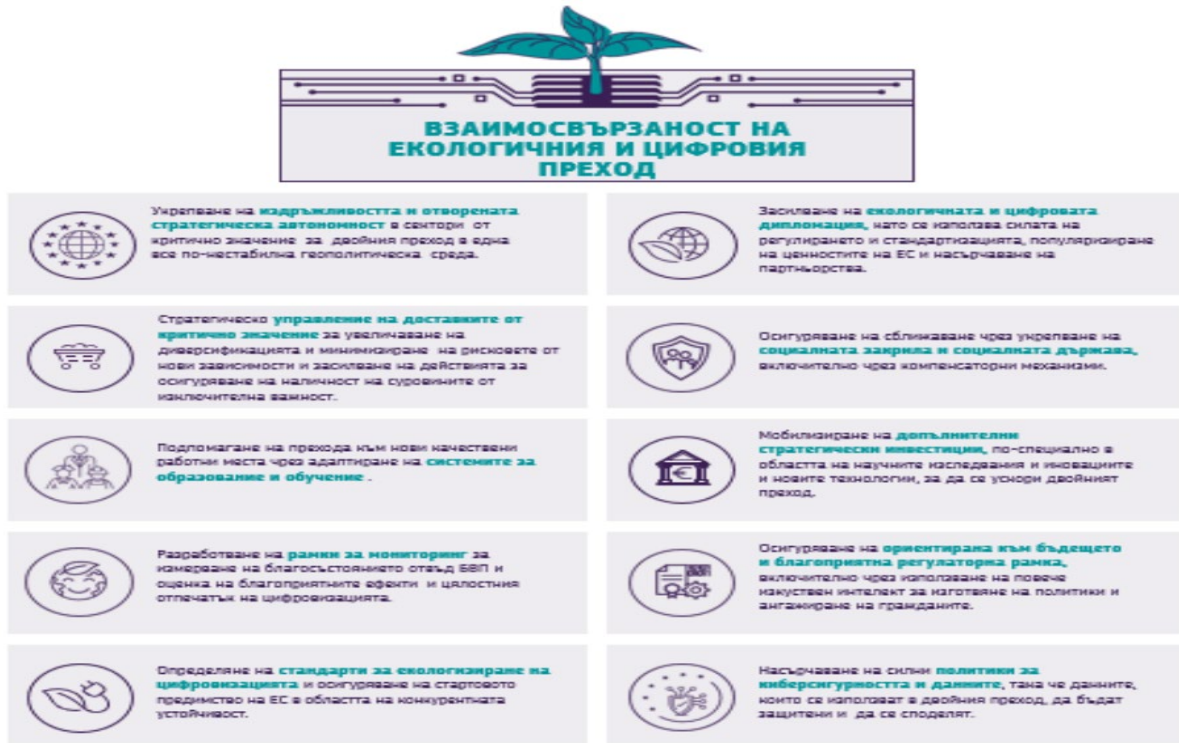 ВЗАИМОСВЪРЗАНОСТ НА
ЕКОЛОГИЧНИЯ И ЦИФРОВИЯ
ПРЕХОД
Укрепване на издръжливостта и отворената
стратегическа автономност в сектори от
критично значение за двойния преход в една
все по-нестабилна геополитическа среда.
Стратегическо управление на доставките от
критично значение за увеличаване на
диверсификацията и минимизиране на рисковете от
нови зависимости и засилване на действията за
осигуряване на наличност на суровините от
изключителна важност.
Подпомагане на прехода към нови качествени
работни места чрез адаптиране на системите за
образование и обучение .
Разработване на рамки за мониторинг за
измерване на благосъстоянието отвъд БВП и
оценка на благоприятните ефекти и цялостния
отпечатък на цифровизацията.
Определяне на стандарти за екологизиране на
цифровизацията и осигуряване на стартовото
предимство на ЕС в областта на конкурентната
устойчивост.
Засилване на екологичната и цифровата
дипломация, като се използва силата на
регулирането и стандартизацията, популяризиране
на ценностите на ЕС и насърчаване на
партньорства.
Осигуряване на сближаване чрез укрепване на
социалната закрила и социалната държава,
включително чрез компенсаторни механизми.
Мобилизиране на допълнителни
стратегически инвестиции, по-специално в
областта на научните изследвания и иновациите
и новите технологии, за да се ускори двойният
преход.
Осигуряване на ориентирана към бъдещето
и благоприятна регулаторна рамка,
включително чрез използване на повече
изкуствен интелект за изготвяне на политики и
ангажиране на гражданите.
Насърчаване на силни политики за
киберсигурността и данните, така че данните,
които се използват в двойния преход, да бъдат
защитени и да се споделят.